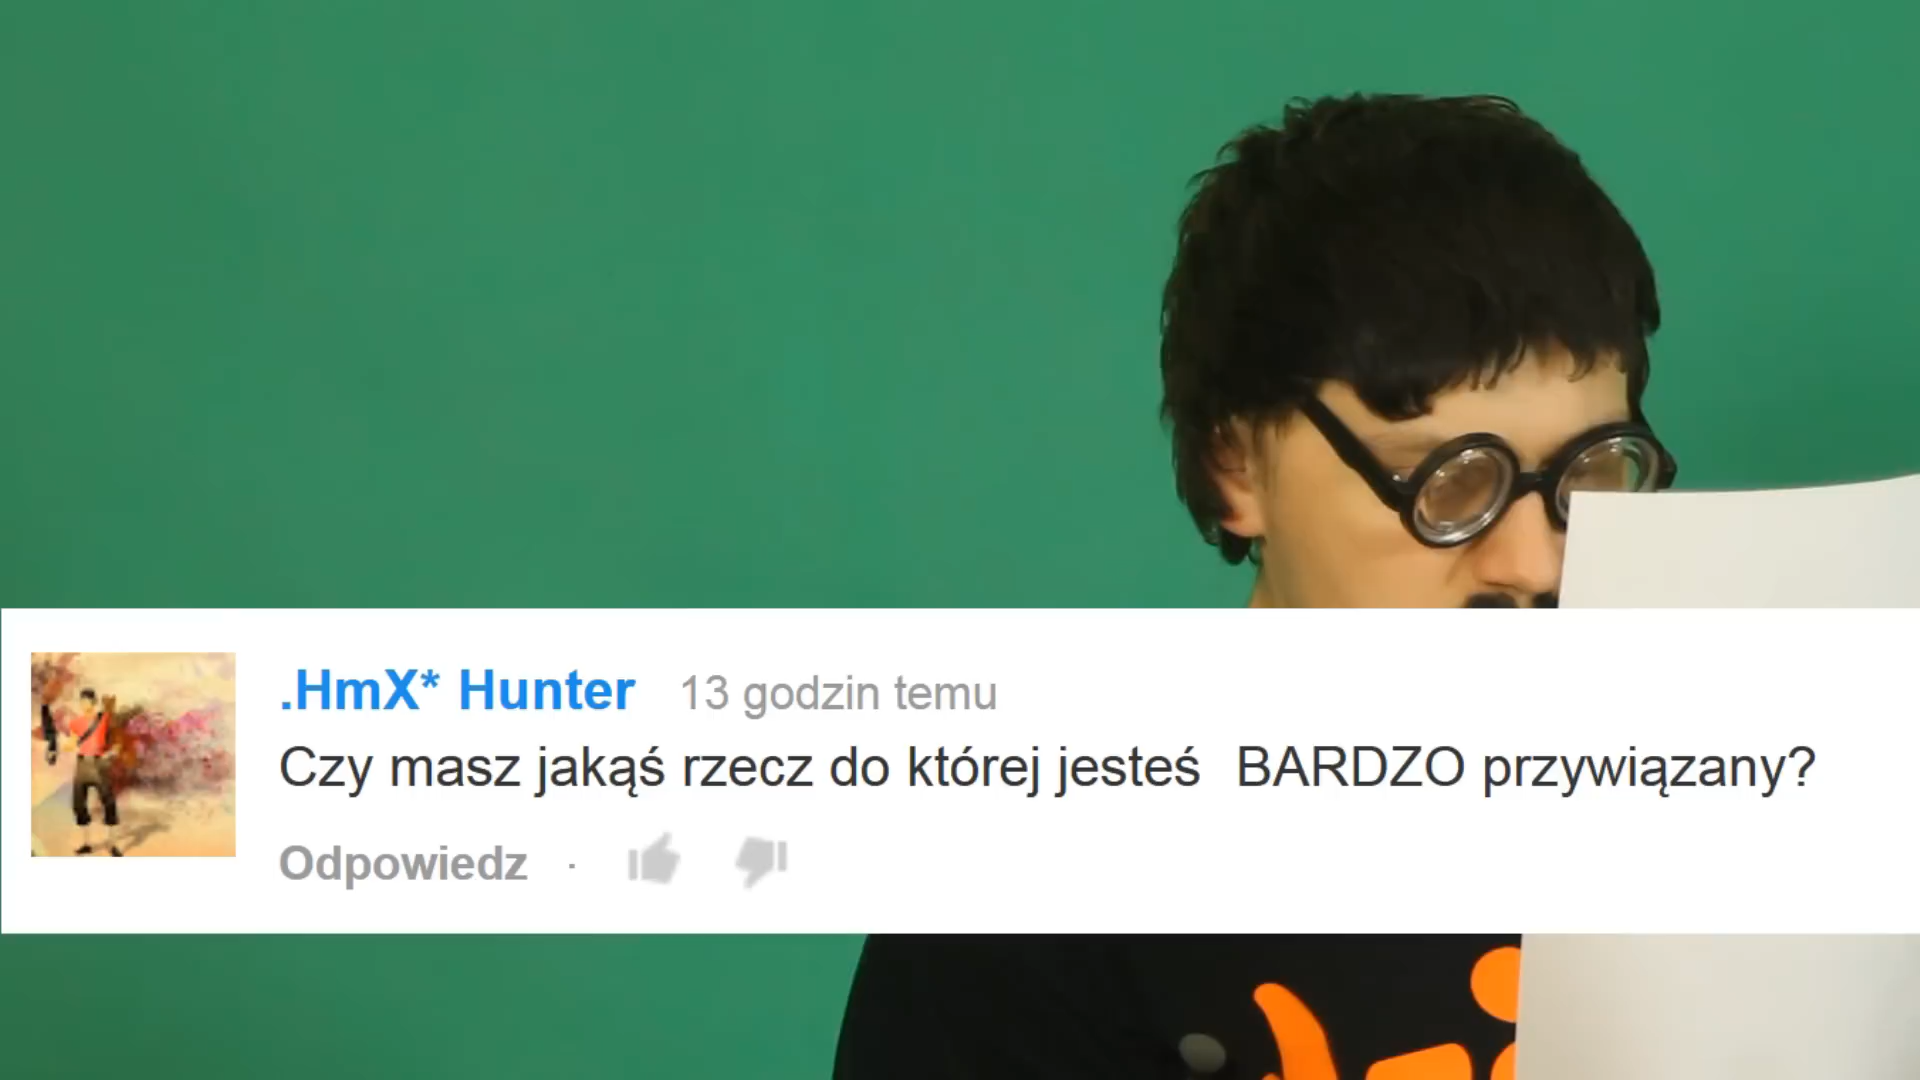 .HmX* Hunter 13 godzin temu
Czy masz jakąś rzecz do której jesteś  BARDZO przywiązany?
Odpowiedz ·